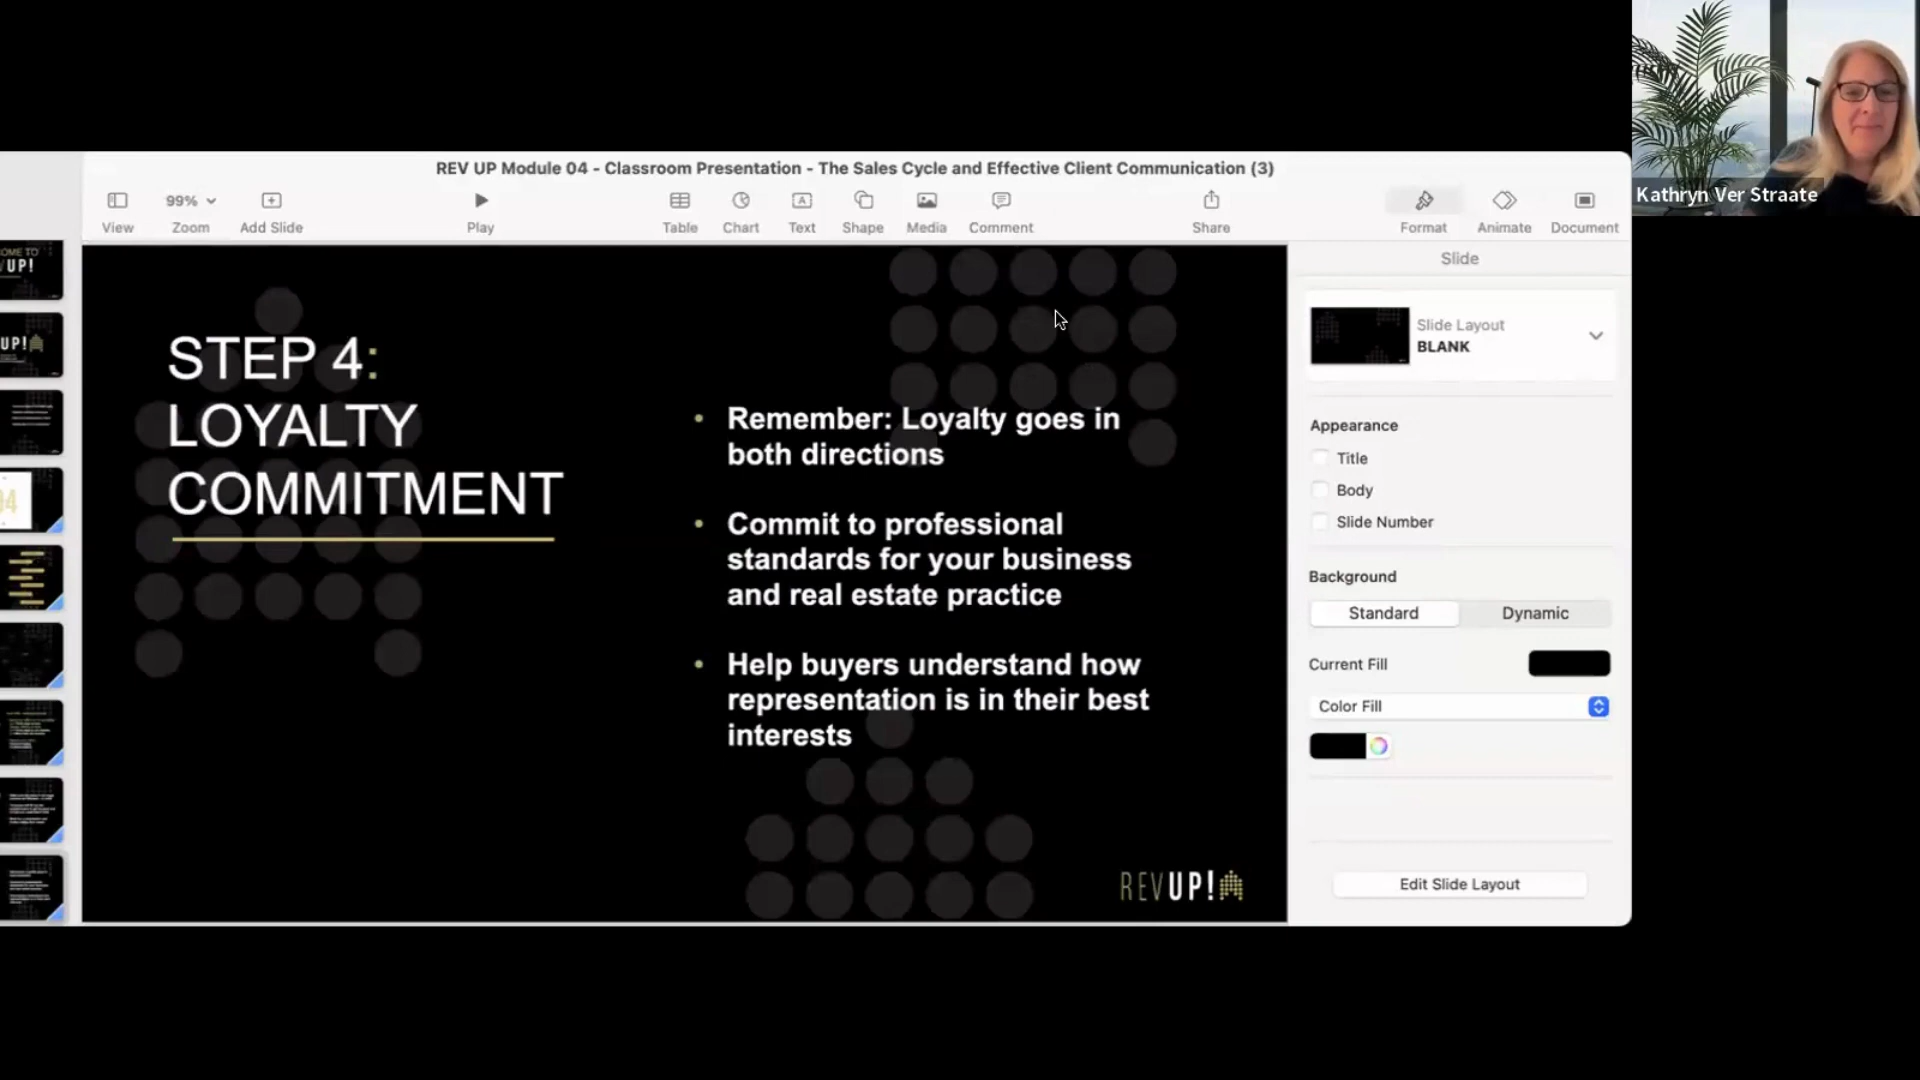 REV UP Module 04 - Classroom Presentation - The Sales Cycle and Effective Client Communication (3)
99%
View
Zoom
Add Slide
Play
Table
Chart
Text
Shape
Media
Comment
Share
Format
Animate
Document
Kathryn Ver Straate
UP!
UP!
STEP 4:
LOYALTY
COMMITMENT
• Remember: Loyalty goes in
both directions
• Commit to professional
standards for your business
and real estate practice
• Help buyers understand how
representation is in their best
interests
REVUP!
Slide
Slide Layout
BLANK
Appearance
Title
Body
Slide Number
Background
Standard
Dynamic
Current Fill
Color Fill
Edit Slide Layout